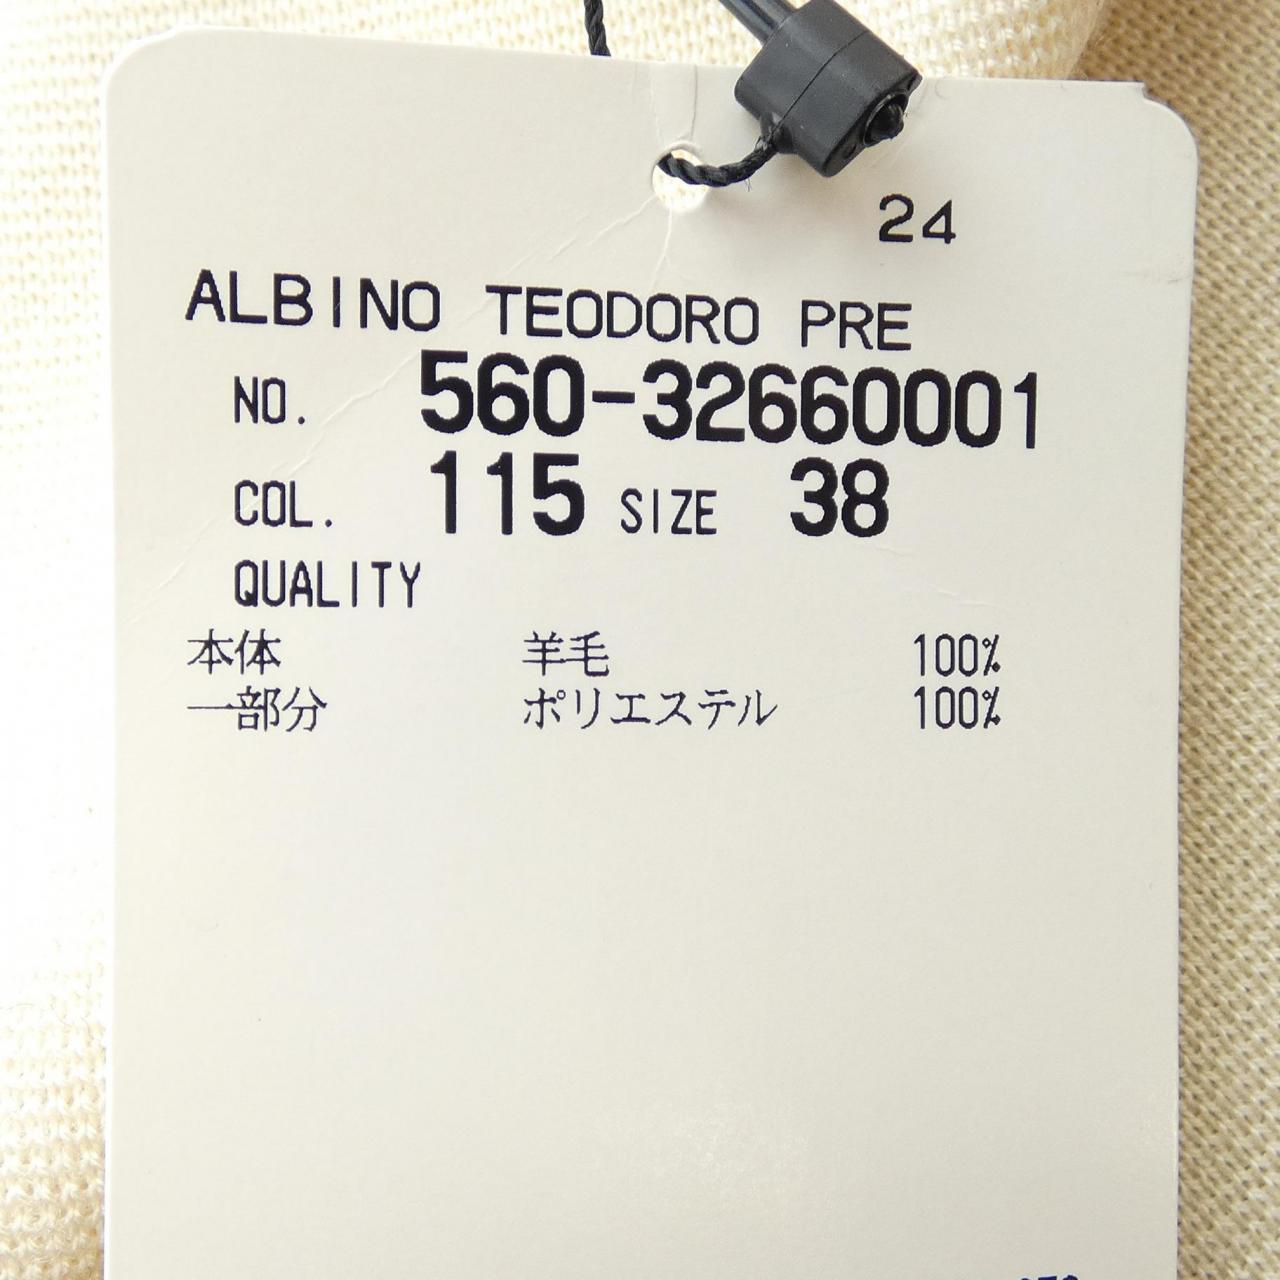 24
ALBINO TEODORO PRE
NO. 560-32660001
COL. 115 SIZE 38
QUALITY
本体 羊毛 100%
一部分 ポリエステル 100%